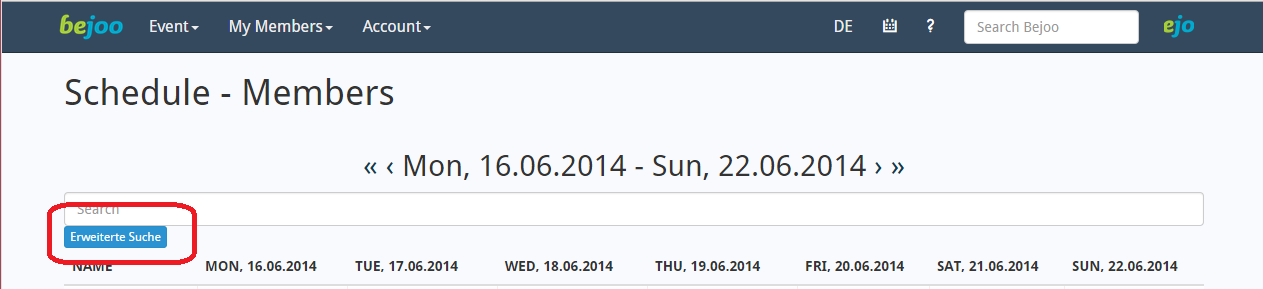 bejoo Event My Members Account DE ? Search Bejoo ejo
Schedule - Members
« ‹ Mon, 16.06.2014 - Sun, 22.06.2014 › »
Search
Erweiterte Suche
NAME MON, 16.06.2014 TUE, 17.06.2014 WED, 18.06.2014 THU, 19.06.2014 FRI, 20.06.2014 SAT, 21.06.2014 SUN, 22.06.2014